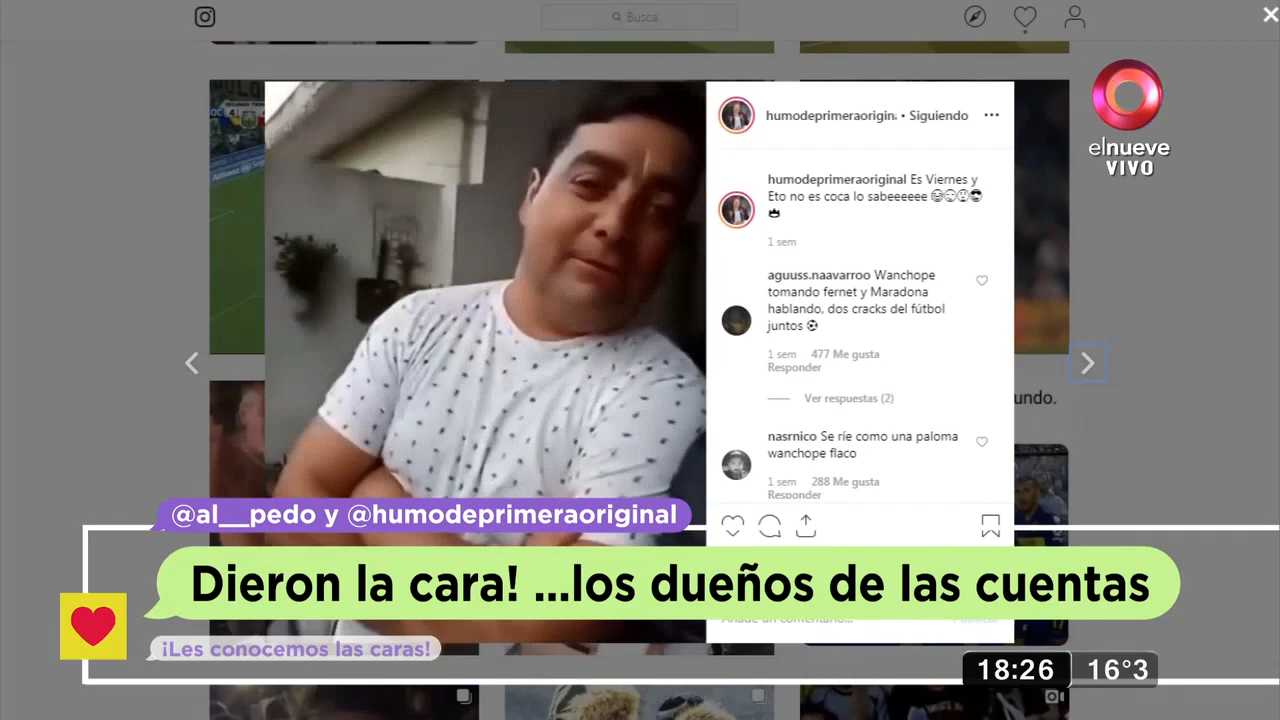 Busca
elnueve
VIVO
humodeprimeraorigin • Siguiendo
humodeprimeraoriginal Es Viernes y
Eto no es coca lo sabeeeeee
1 sem
aguuss.naavarroo Wanchope
tomando fernet y Maradona
hablando, dos cracks del fútbol
juntos
1 sem 477 Me gusta
Responder
Ver respuestas (2)
undo.
nasrnico Se ríe como una paloma
wanchope flaco
1 sem 288 Me gusta
Responder
@al__pedo y @humodeprimeraoriginal
Dieron la cara! ...los dueños de las cuentas
¡Les conocemos las caras!
18:26 16°3